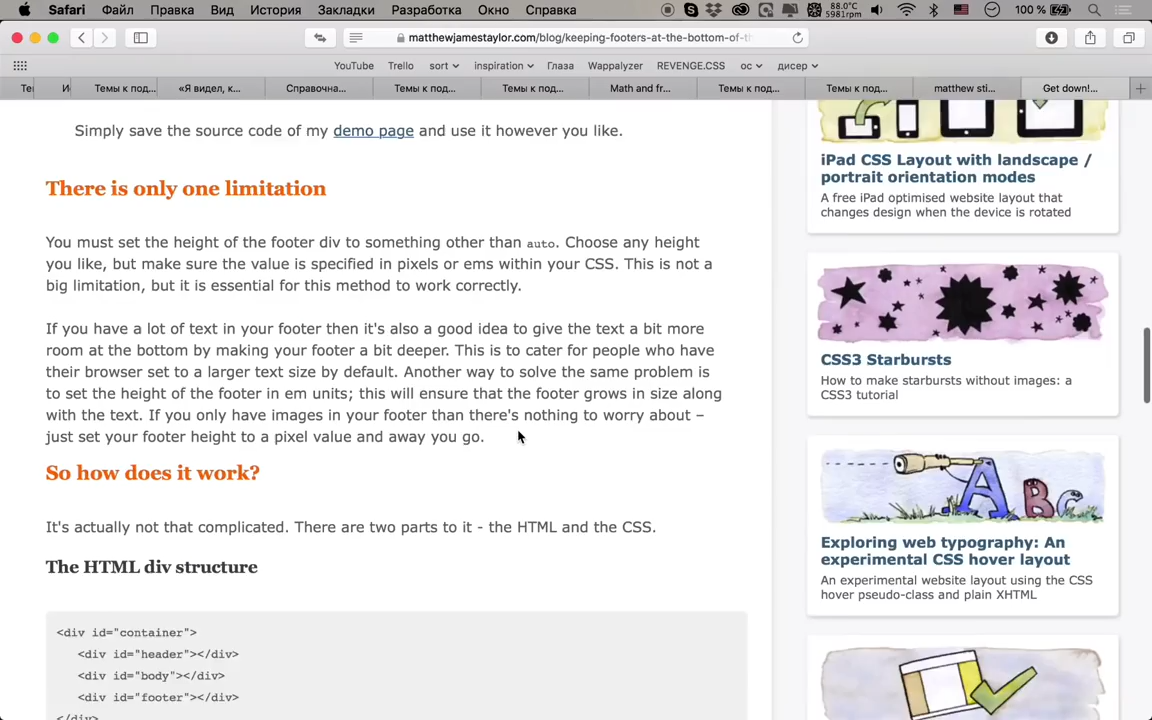 Safari Файл Правка Вид История Закладки Разработка Окно Справка 88.0°C 5981rpm 100 %
matthewjamestaylor.com/blog/keeping-footers-at-the-bottom-of-th
YouTube Trello sort inspiration Глаза Wappalyzer REVENGE.CSS ос дисер
Те И Темы к под... «Я видел, к... Справочна... Темы к под... Темы к под... Math and fr... Темы к под... Темы к под... matthew sti... Get down!...
Simply save the source code of my demo page and use it however you like.
There is only one limitation
You must set the height of the footer div to something other than auto. Choose any height
you like, but make sure the value is specified in pixels or ems within your CSS. This is not a
big limitation, but it is essential for this method to work correctly.
If you have a lot of text in your footer then it's also a good idea to give the text a bit more
room at the bottom by making your footer a bit deeper. This is to cater for people who have
their browser set to a larger text size by default. Another way to solve the same problem is
to set the height of the footer in em units; this will ensure that the footer grows in size along
with the text. If you only have images in your footer than there's nothing to worry about –
just set your footer height to a pixel value and away you go.
So how does it work?
It's actually not that complicated. There are two parts to it - the HTML and the CSS.
The HTML div structure
<div id="container">
<div id="header"></div>
<div id="body"></div>
<div id="footer"></div>
</div>
iPad CSS Layout with landscape /
portrait orientation modes
A free iPad optimised website layout that
changes design when the device is rotated
CSS3 Starbursts
How to make starbursts without images: a
CSS3 tutorial
A B C
Exploring web typography: An
experimental CSS hover layout
An experimental website layout using the CSS
hover pseudo-class and plain XHTML